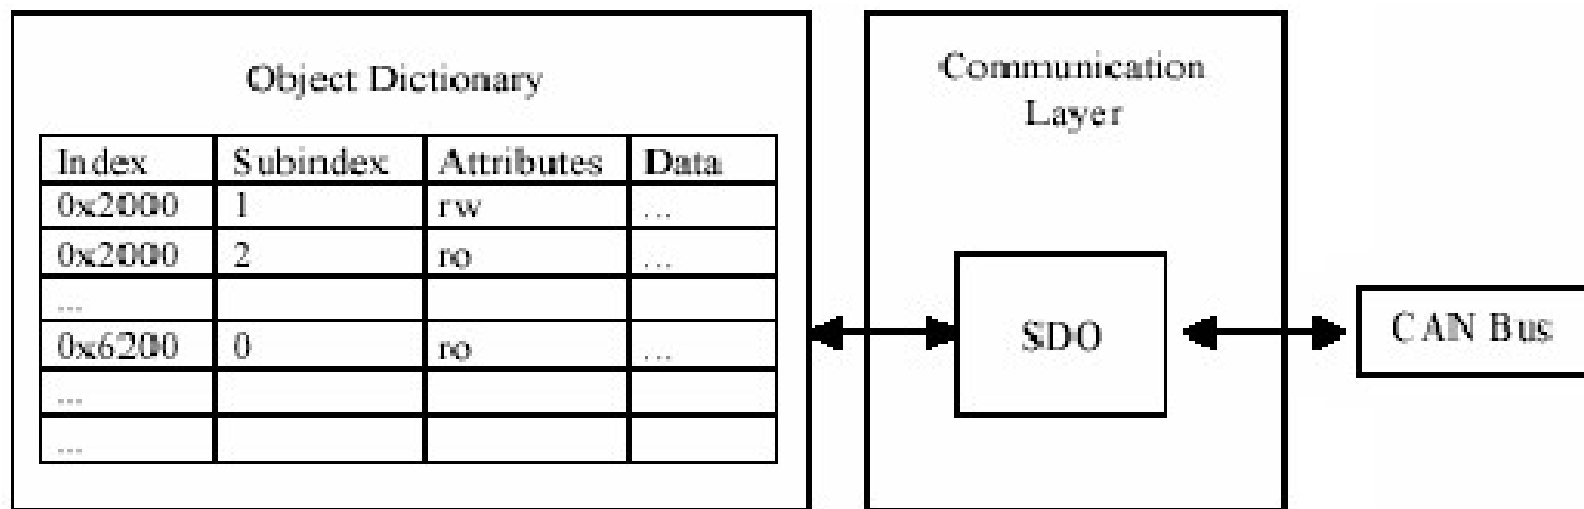 Object Dictionary
Index Subindex Attributes Data
0x2000 1 rw ...
0x2000 2 ro ...
...
0x6200 0 ro ...
...
...
Communication
Layer
SDO
CAN Bus